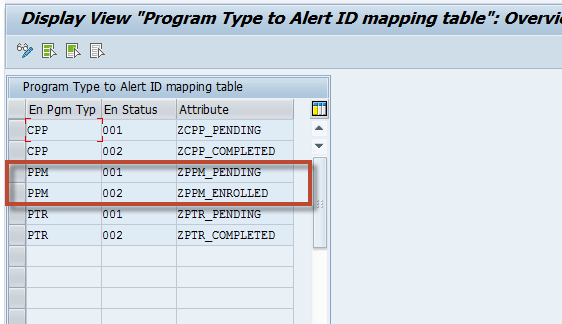 Display View "Program Type to Alert ID mapping table": Overvie
Program Type to Alert ID mapping table
En Pgm Typ En Status Attribute
CPP 001 ZCPP_PENDING
CPP 002 ZCPP_COMPLETED
PPM 001 ZPPM_PENDING
PPM 002 ZPPM_ENROLLED
PTR 001 ZPTR_PENDING
PTR 002 ZPTR_COMPLETED